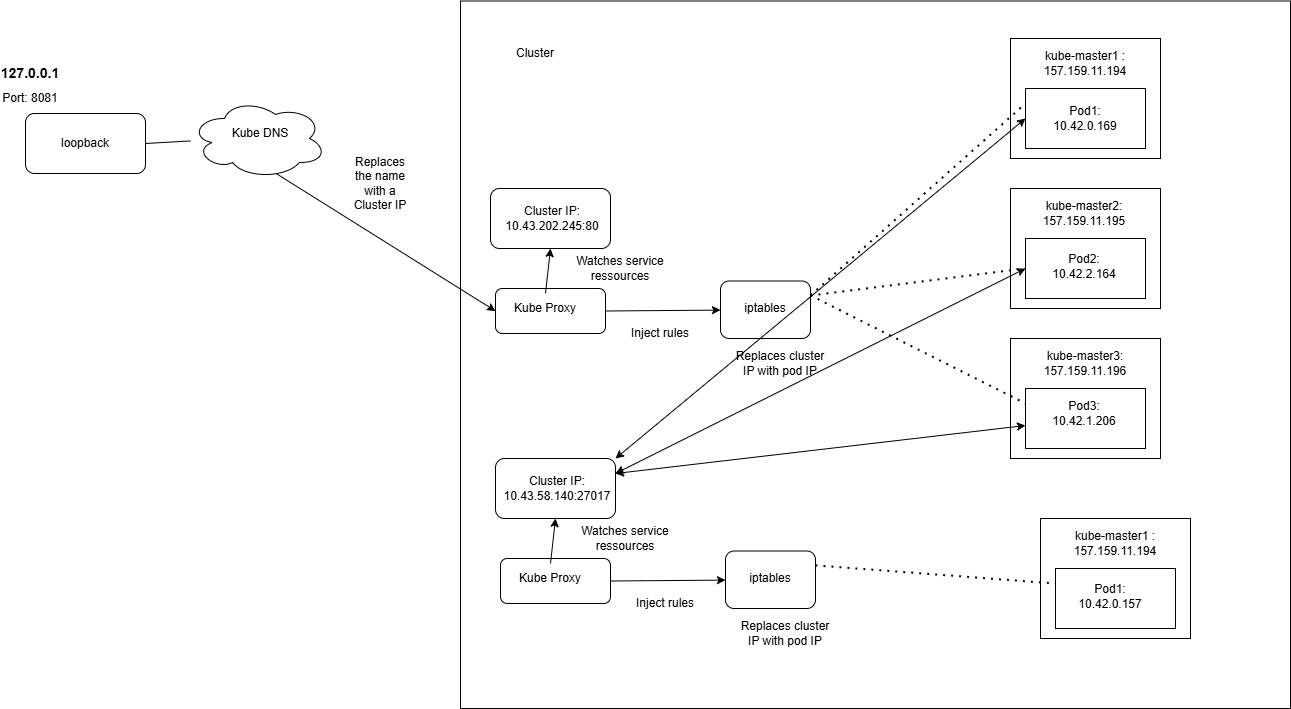 127.0.0.1
Port: 8081
loopback
Kube DNS
Replaces
the name
with a
Cluster IP
Cluster
Cluster IP:
10.43.202.245:80
Watches service
ressources
Kube Proxy
Inject rules
iptables
Replaces cluster
IP with pod IP
kube-master1 :
157.159.11.194
Pod1:
10.42.0.169
kube-master2:
157.159.11.195
Pod2:
10.42.2.164
kube-master3:
157.159.11.196
Pod3:
10.42.1.206
Cluster IP:
10.43.58.140:27017
Watches service
ressources
Kube Proxy
Inject rules
iptables
Replaces cluster
IP with pod IP
kube-master1 :
157.159.11.194
Pod1:
10.42.0.157